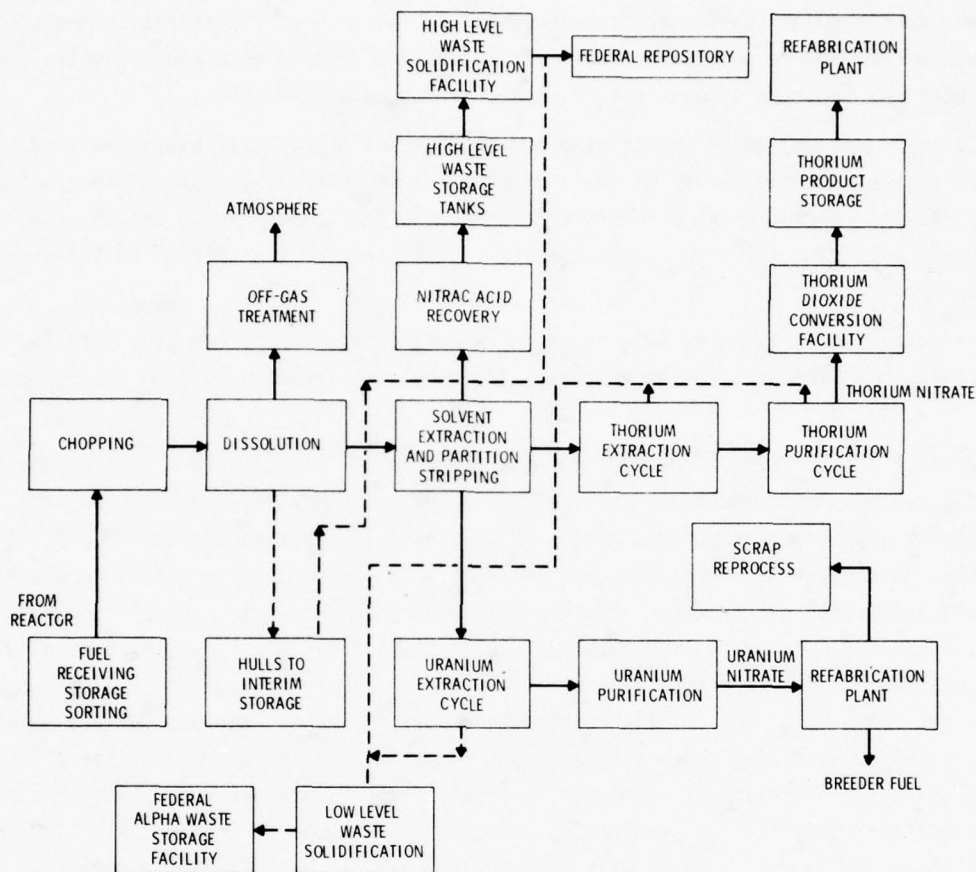 HIGH LEVEL
WASTE
SOLIDIFICATION
FACILITY
FEDERAL REPOSITORY
REFABRICATION
PLANT
HIGH LEVEL
WASTE
STORAGE
TANKS
THORIUM
PRODUCT
STORAGE
ATMOSPHERE
OFF-GAS
TREATMENT
NITRAC ACID
RECOVERY
THORIUM
DIOXIDE
CONVERSION
FACILITY
THORIUM NITRATE
CHOPPING
DISSOLUTION
SOLVENT
EXTRACTION
AND PARTITION
STRIPPING
THORIUM
EXTRACTION
CYCLE
THORIUM
PURIFICATION
CYCLE
SCRAP
REPROCESS
FROM
REACTOR
FUEL
RECEIVING
STORAGE
SORTING
HULLS TO
INTERIM
STORAGE
URANIUM
EXTRACTION
CYCLE
URANIUM
PURIFICATION
URANIUM
NITRATE
REFABRICATION
PLANT
BREEDER FUEL
FEDERAL
ALPHA WASTE
STORAGE
FACILITY
LOW LEVEL
WASTE
SOLIDIFICATION